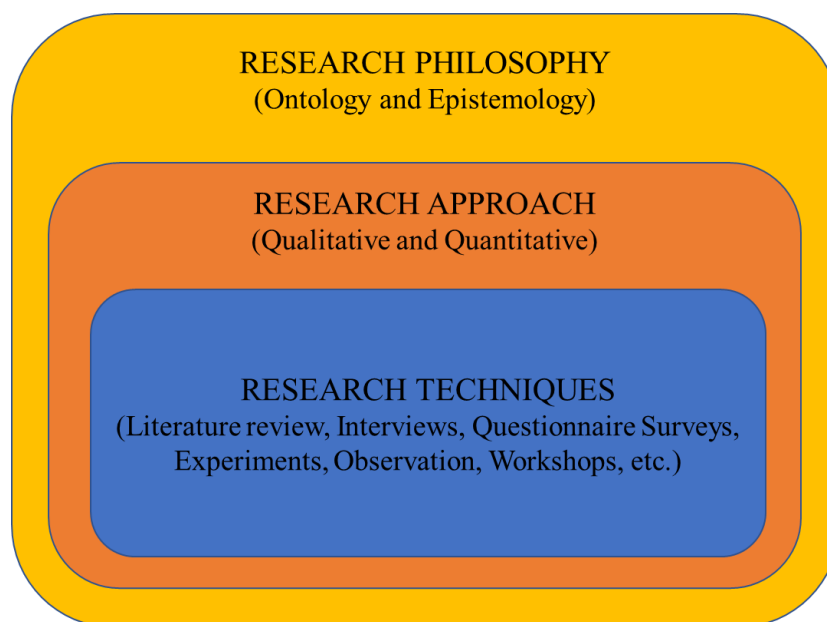 RESEARCH PHILOSOPHY
(Ontology and Epistemology)
RESEARCH APPROACH
(Qualitative and Quantitative)
RESEARCH TECHNIQUES
(Literature review, Interviews, Questionnaire Surveys,
Experiments, Observation, Workshops, etc.)